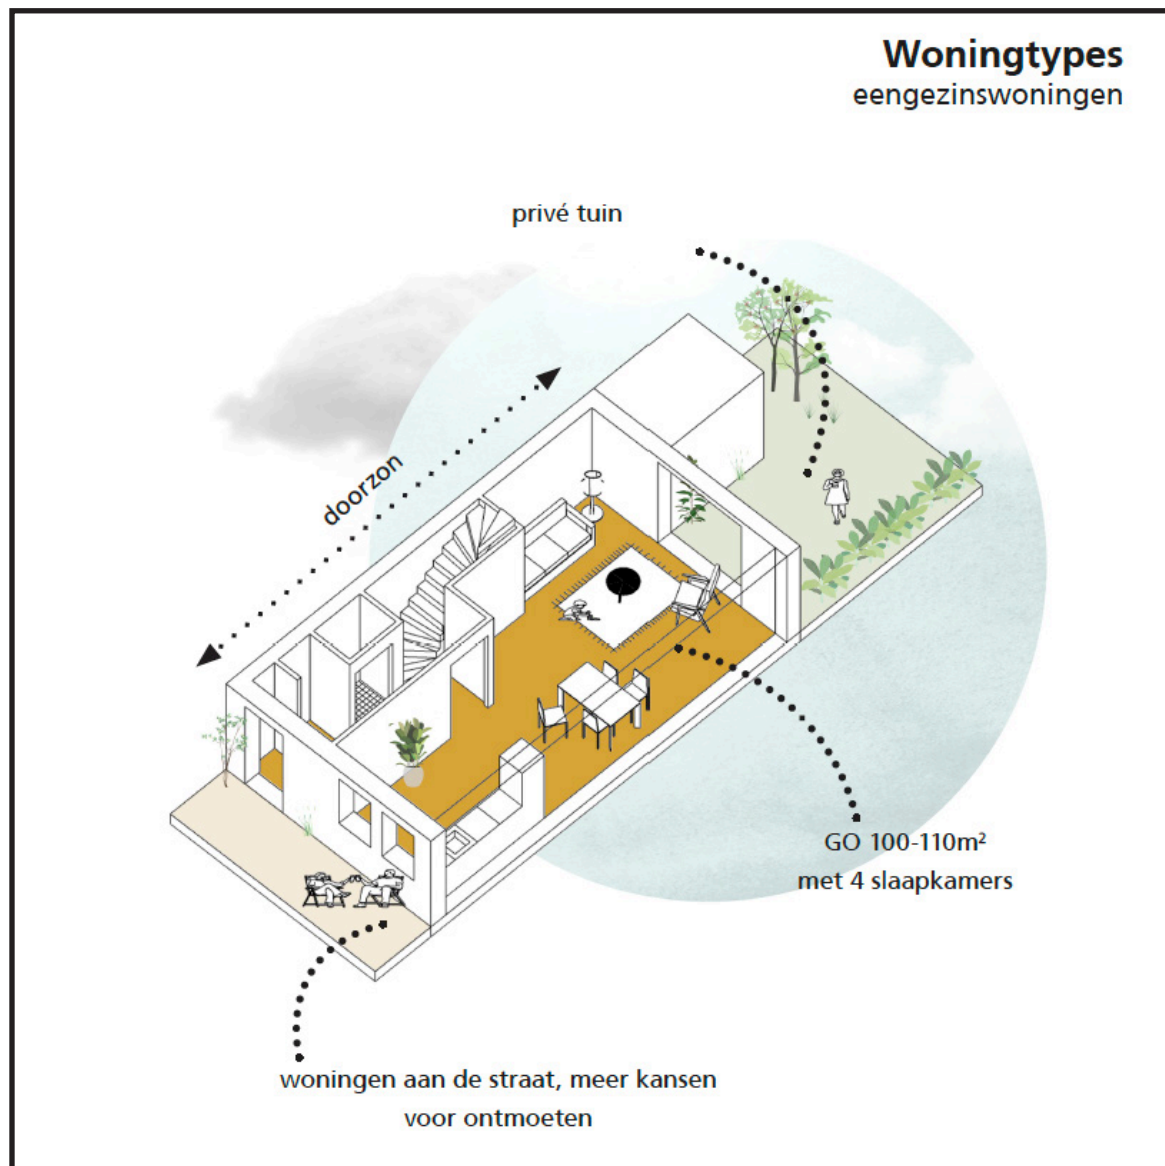 Woningtypes
eengezinswoningen
privé tuin
doorzon
GO 100-110m²
met 4 slaapkamers
woningen aan de straat, meer kansen
voor ontmoeten